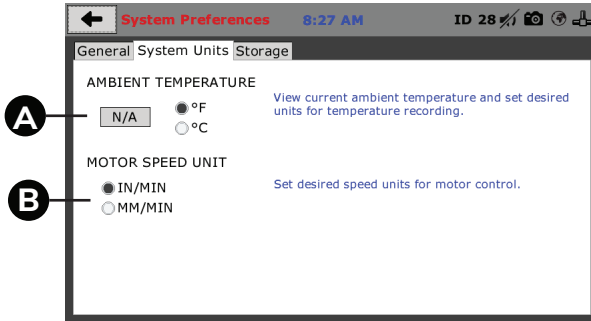 System Preferences 8:27 AM ID 28
General System Units Storage
AMBIENT TEMPERATURE
A
N/A
°F
°C
View current ambient temperature and set desired
units for temperature recording.
MOTOR SPEED UNIT
B
IN/MIN
MM/MIN
Set desired speed units for motor control.